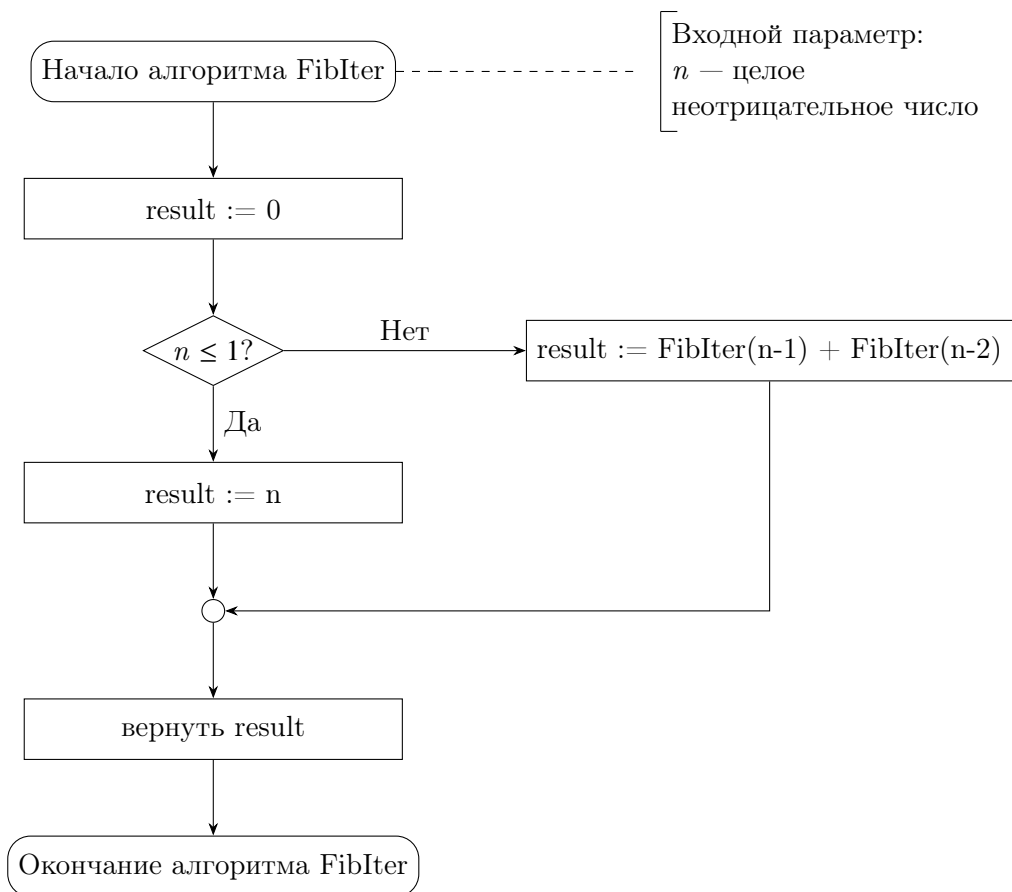 Начало алгоритма FibIter
Входной параметр:
n — целое
неотрицательное число
result := 0
n ≤ 1?
Нет
result := FibIter(n-1) + FibIter(n-2)
Да
result := n
вернуть result
Окончание алгоритма FibIter